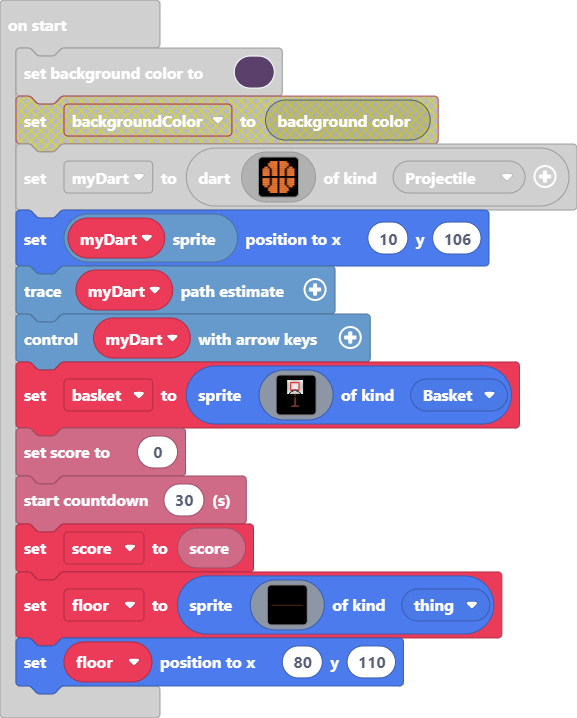 on start
set background color to
set backgroundColor to background color
set myDart to dart of kind Projectile
set myDart sprite position to x 10 y 106
trace myDart path estimate
control myDart with arrow keys
set basket to sprite of kind Basket
set score to 0
start countdown 30 (s)
set score to score
set floor to sprite of kind thing
set floor position to x 80 y 110